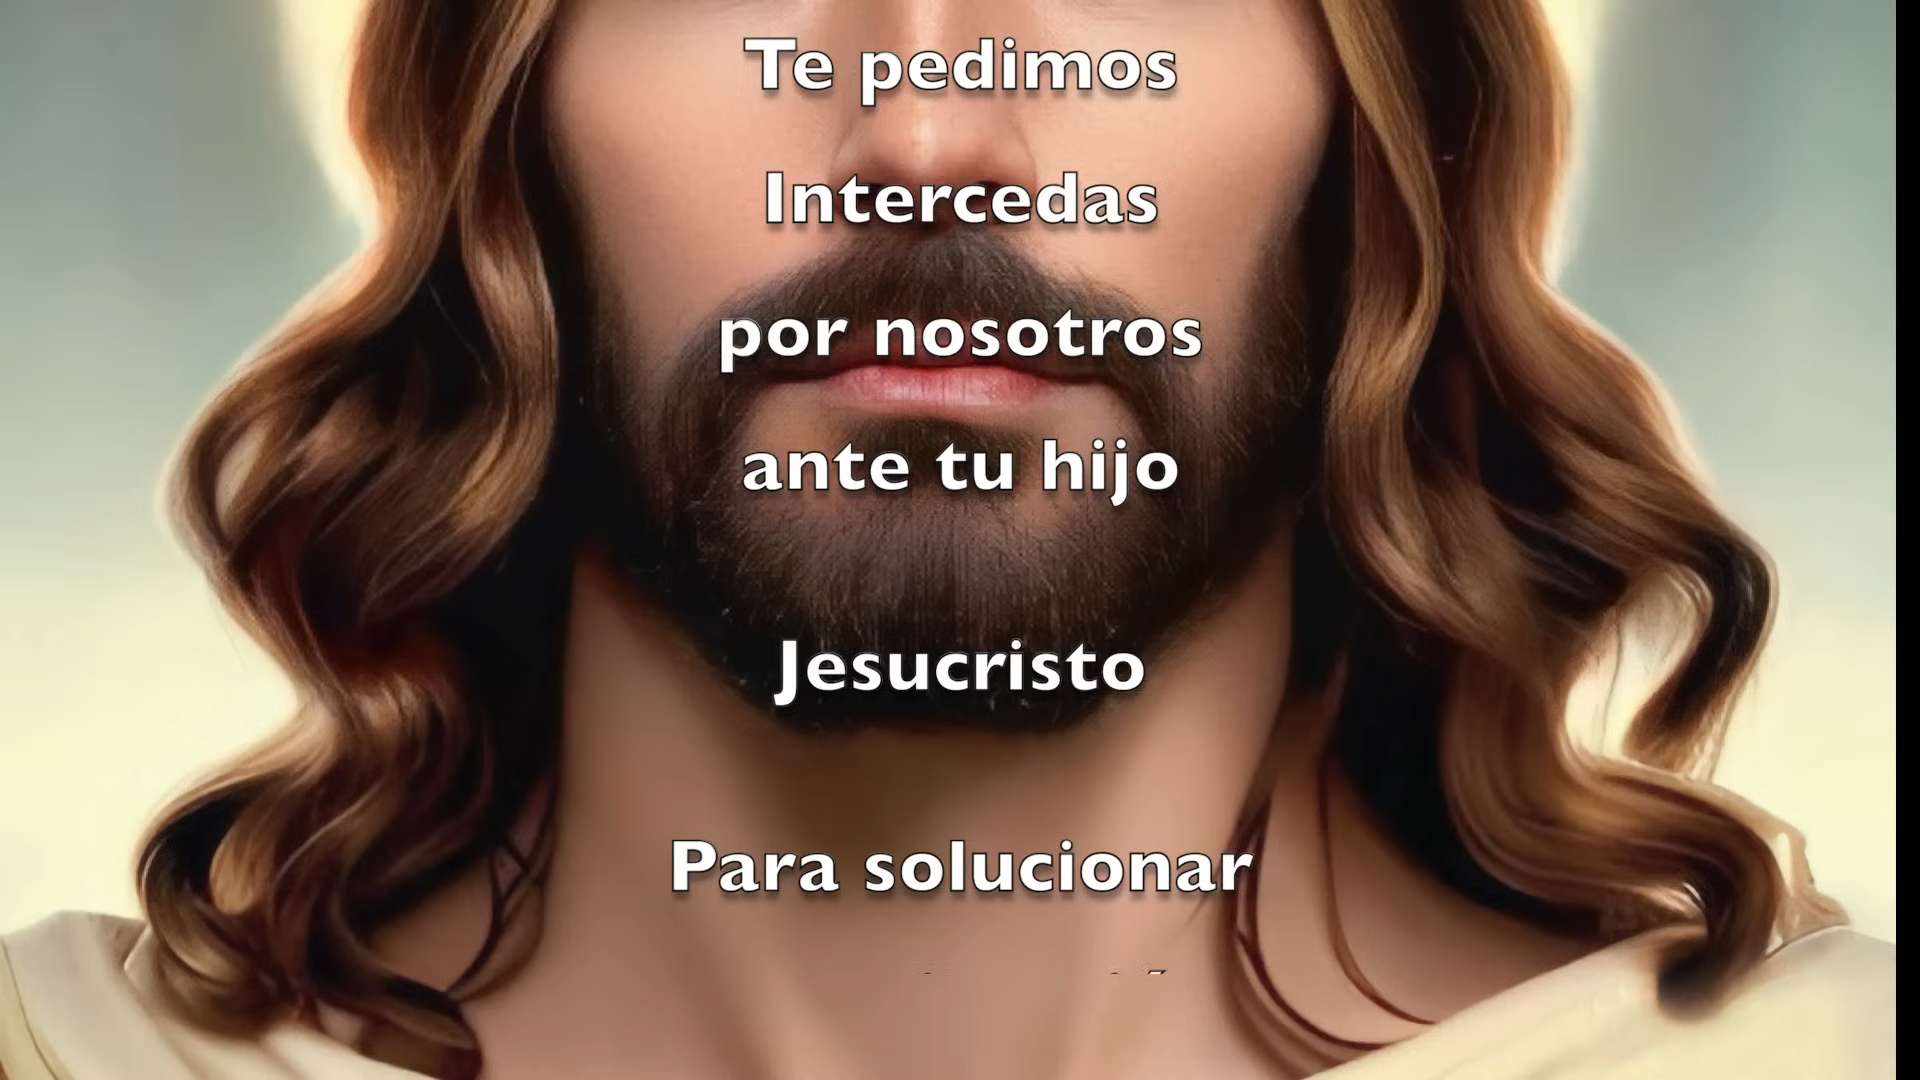 Te pedimos
Intercedas
por nosotros
ante tu hijo
Jesucristo
Para solucionar